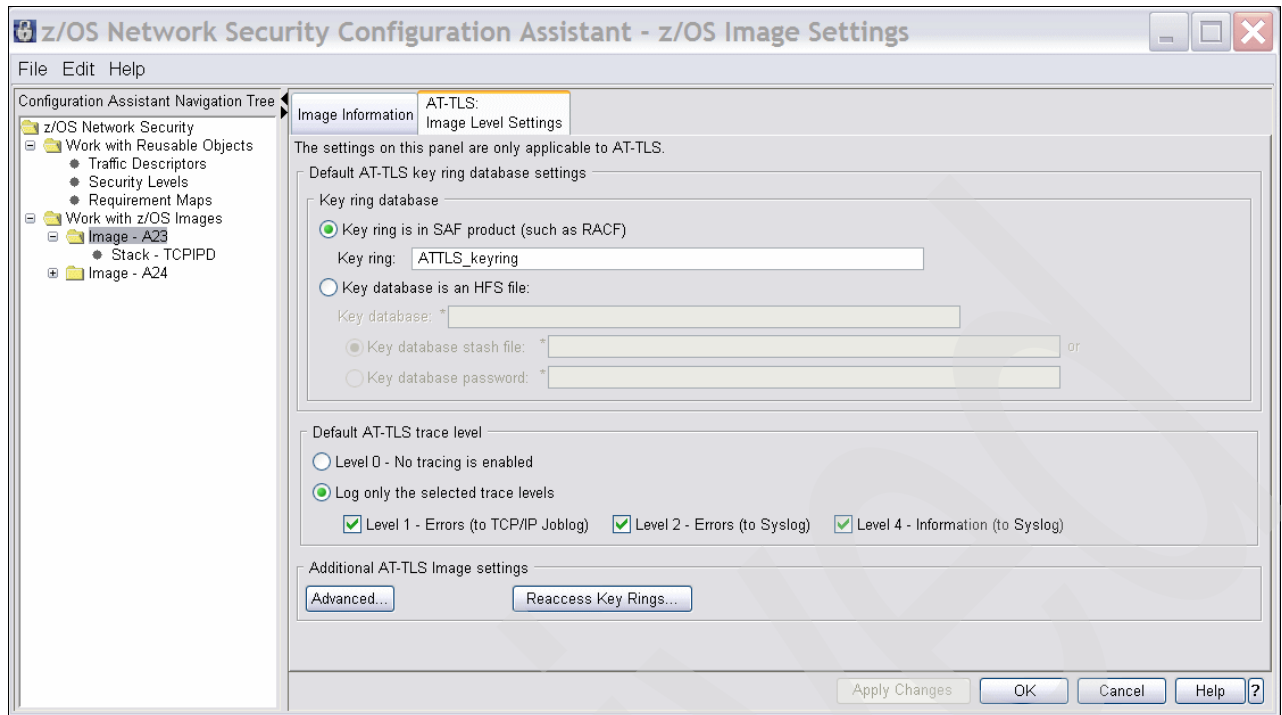 z/OS Network Security Configuration Assistant - z/OS Image Settings
File Edit Help
Configuration Assistant Navigation Tree
z/OS Network Security
Work with Reusable Objects
Traffic Descriptors
Security Levels
Requirement Maps
Work with z/OS Images
Image - A23
Stack - TCPIPD
Image - A24
Image Information
AT-TLS:
Image Level Settings
The settings on this panel are only applicable to AT-TLS.
Default AT-TLS key ring database settings
Key ring database
Key ring is in SAF product (such as RACF)
Key ring: ATTLS_keyring
Key database is an HFS file:
Key database: *
Key database stash file: * or
Key database password: *
Default AT-TLS trace level
Level 0 - No tracing is enabled
Log only the selected trace levels
Level 1 - Errors (to TCP/IP Joblog) Level 2 - Errors (to Syslog) Level 4 - Information (to Syslog)
Additional AT-TLS Image settings
Advanced... Reaccess Key Rings...
Apply Changes OK Cancel Help ?